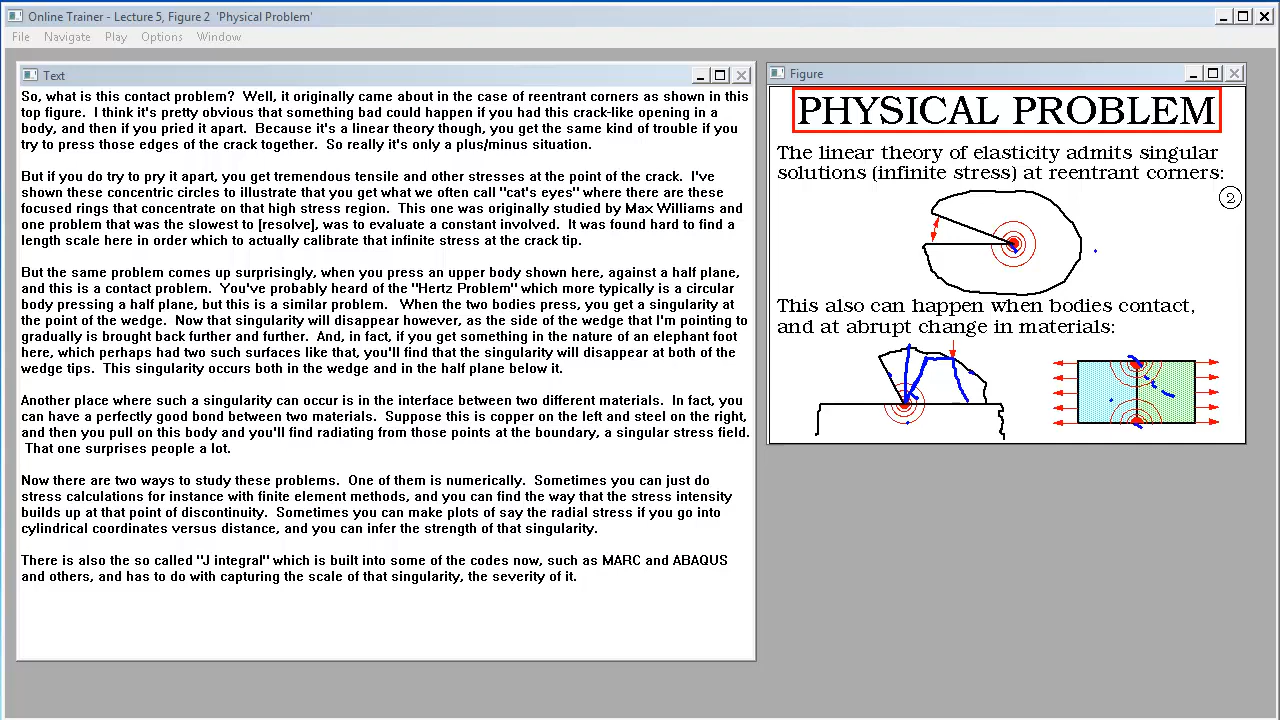 Online Trainer - Lecture 5, Figure 2  'Physical Problem'
File Navigate Play Options Window
Text
So, what is this contact problem?  Well, it originally came about in the case of reentrant corners as shown in this
top figure.  I think it's pretty obvious that something bad could happen if you had this crack-like opening in a
body, and then if you pried it apart.  Because it's a linear theory though, you get the same kind of trouble if you
try to press those edges of the crack together.  So really it's only a plus/minus situation.
But if you do try to pry it apart, you get tremendous tensile and other stresses at the point of the crack.  I've
shown these concentric circles to illustrate that you get what we often call "cat's eyes" where there are these
focused rings that concentrate on that high stress region.  This one was originally studied by Max Williams and
one problem that was the slowest to [resolve], was to evaluate a constant involved.  It was found hard to find a
length scale here in order which to actually calibrate that infinite stress at the crack tip.
But the same problem comes up surprisingly, when you press an upper body shown here, against a half plane,
and this is a contact problem.  You've probably heard of the "Hertz Problem" which more typically is a circular
body pressing a half plane, but this is a similar problem.   When the two bodies press, you get a singularity at
the point of the wedge.  Now that singularity will disappear however, as the side of the wedge that I'm pointing to
gradually is brought back further and further.  And, in fact, if you get something in the nature of an elephant foot
here, which perhaps had two such surfaces like that, you'll find that the singularity will disappear at both of the
wedge tips.  This singularity occurs both in the wedge and in the half plane below it.
Another place where such a singularity can occur is in the interface between two different materials.  In fact, you
can have a perfectly good bond between two materials.  Suppose this is copper on the left and steel on the right,
and then you pull on this body and you'll find radiating from those points at the boundary, a singular stress field.
That one surprises people a lot.
Now there are two ways to study these problems.  One of them is numerically.  Sometimes you can just do
stress calculations for instance with finite element methods, and you can find the way that the stress intensity
builds up at that point of discontinuity.  Sometimes you can make plots of say the radial stress if you go into
cylindrical coordinates versus distance, and you can infer the strength of that singularity.
There is also the so called "J integral" which is built into some of the codes now, such as MARC and ABAQUS
and others, and has to do with capturing the scale of that singularity, the severity of it.
Figure
PHYSICAL PROBLEM
The linear theory of elasticity admits singular
solutions (infinite stress) at reentrant corners:
2
This also can happen when bodies contact,
and at abrupt change in materials: